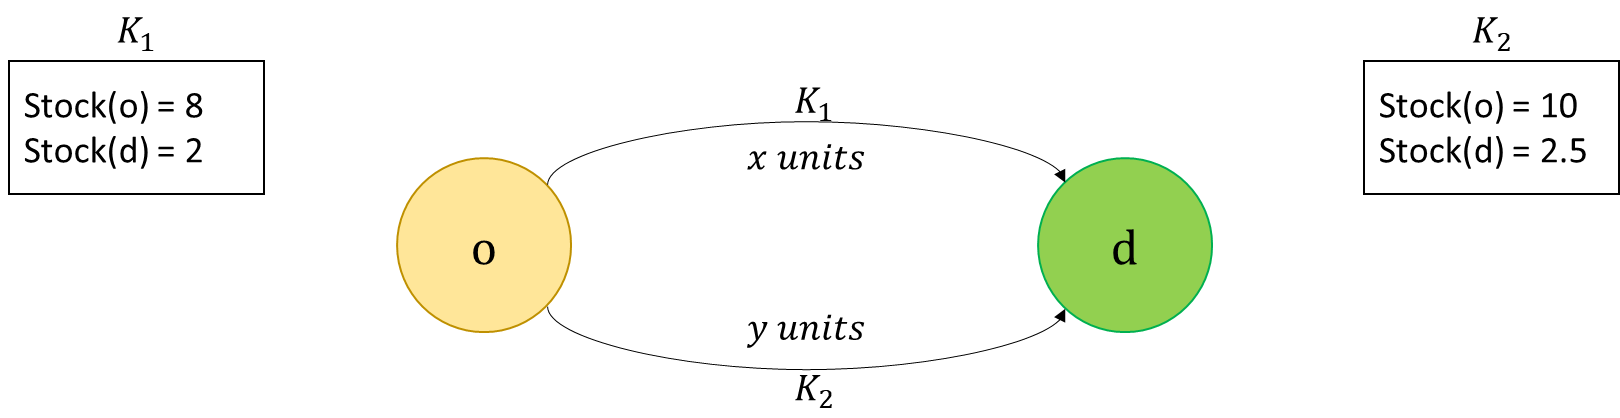 K₁
Stock(o) = 8
Stock(d) = 2
K₂
Stock(o) = 10
Stock(d) = 2.5
K₁
x units
o
d
y units
K₂